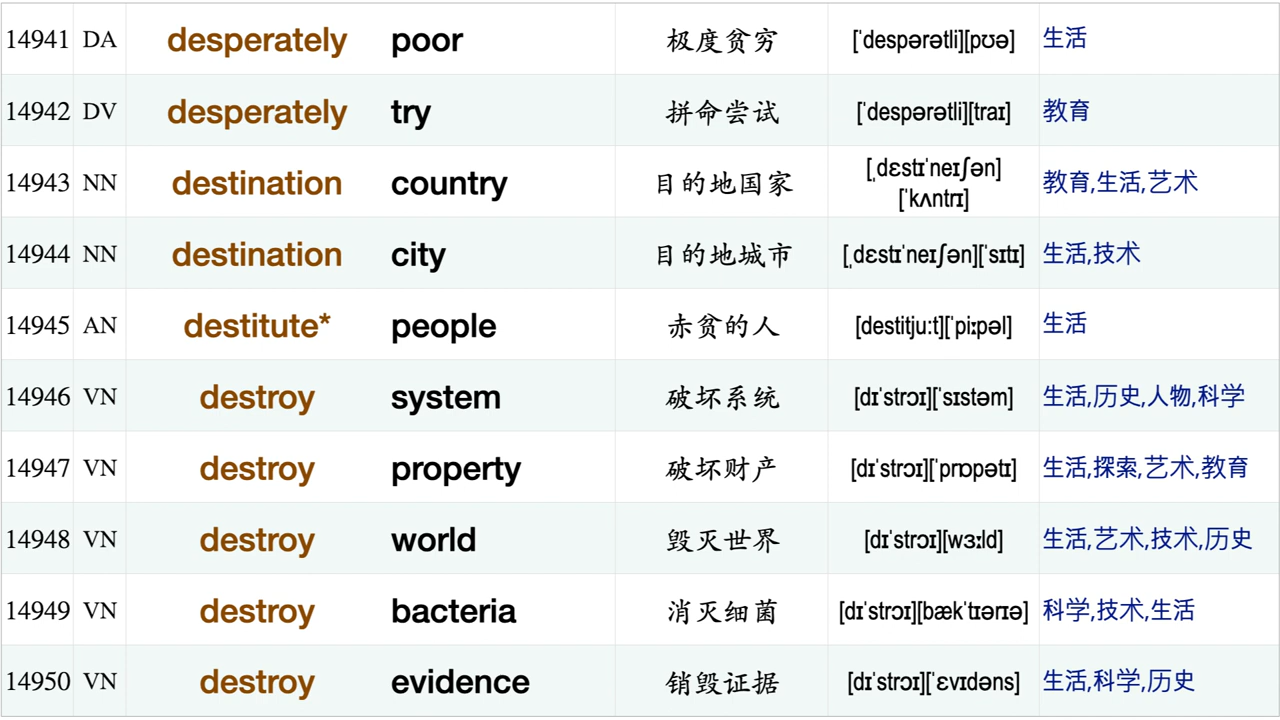 14941 DA desperately poor 极度贫穷 [ˈdespərətli][pʊə] 生活
14942 DV desperately try 拼命尝试 [ˈdespərətli][traɪ] 教育
14943 NN destination country 目的地国家 [ˌdɛstɪˈneɪʃən] 教育,生活,艺术
[ˈkʌntrɪ]
14944 NN destination city 目的地城市 [ˌdɛstɪˈneɪʃən][ˈsɪtɪ] 生活,技术
14945 AN destitute* people 赤贫的人 [destitju:t][ˈpiːpəl] 生活
14946 VN destroy system 破坏系统 [dɪˈstrɔɪ][ˈsɪstəm] 生活,历史,人物,科学
14947 VN destroy property 破坏财产 [dɪˈstrɔɪ][ˈprɒpətɪ] 生活,探索,艺术,教育
14948 VN destroy world 毁灭世界 [dɪˈstrɔɪ][wɜːld] 生活,艺术,技术,历史
14949 VN destroy bacteria 消灭细菌 [dɪˈstrɔɪ][bækˈtɪərɪə] 科学,技术,生活
14950 VN destroy evidence 销毁证据 [dɪˈstrɔɪ][ˈɛvɪdəns] 生活,科学,历史